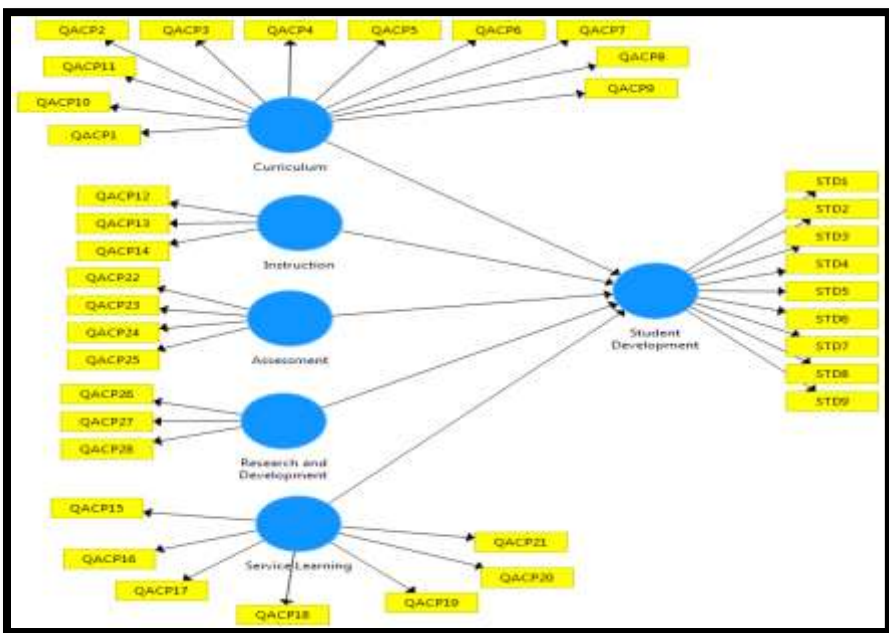 QACP2
QACP3
QACP4
QACP5
QACP6
QACP7
QACP11
QACP8
QACP10
QACP9
QACP1
Curriculum
QACP12
QACP13
QACP14
Instruction
QACP22
QACP23
QACP24
QACP25
Assessment
QACP26
QACP27
QACP28
Research and
Development
QACP15
QACP16
QACP17
QACP18
QACP19
QACP20
QACP21
Service Learning
Student
Development
STD1
STD2
STD3
STD4
STD5
STD6
STD7
STD8
STD9